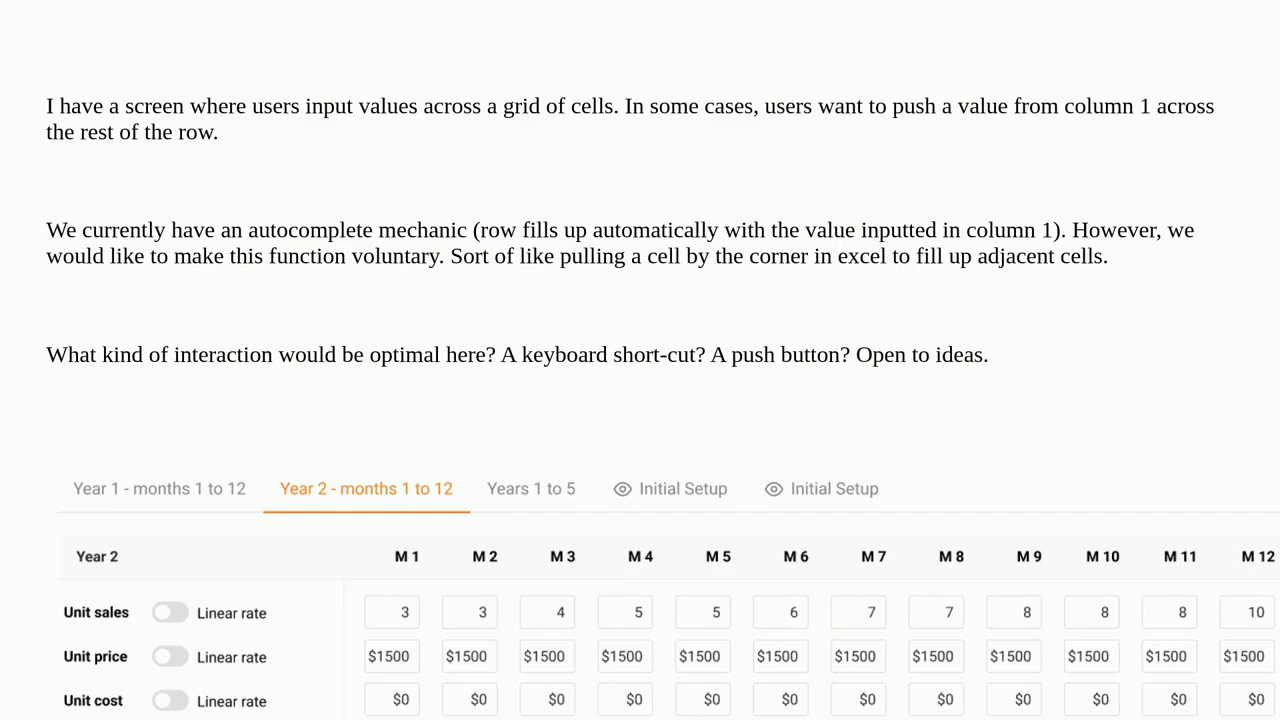 I have a screen where users input values across a grid of cells. In some cases, users want to push a value from column 1 across
the rest of the row.
We currently have an autocomplete mechanic (row fills up automatically with the value inputted in column 1). However, we
would like to make this function voluntary. Sort of like pulling a cell by the corner in excel to fill up adjacent cells.
What kind of interaction would be optimal here? A keyboard short-cut? A push button? Open to ideas.
Year 1 - months 1 to 12 Year 2 - months 1 to 12 Years 1 to 5 Initial Setup Initial Setup
Year 2 M 1 M 2 M 3 M 4 M 5 M 6 M 7 M 8 M 9 M 10 M 11 M 12
Unit sales Linear rate 3 3 4 5 5 6 7 7 8 8 8 10
Unit price Linear rate $1500 $1500 $1500 $1500 $1500 $1500 $1500 $1500 $1500 $1500 $1500 $1500
Unit cost Linear rate $0 $0 $0 $0 $0 $0 $0 $0 $0 $0 $0 $0